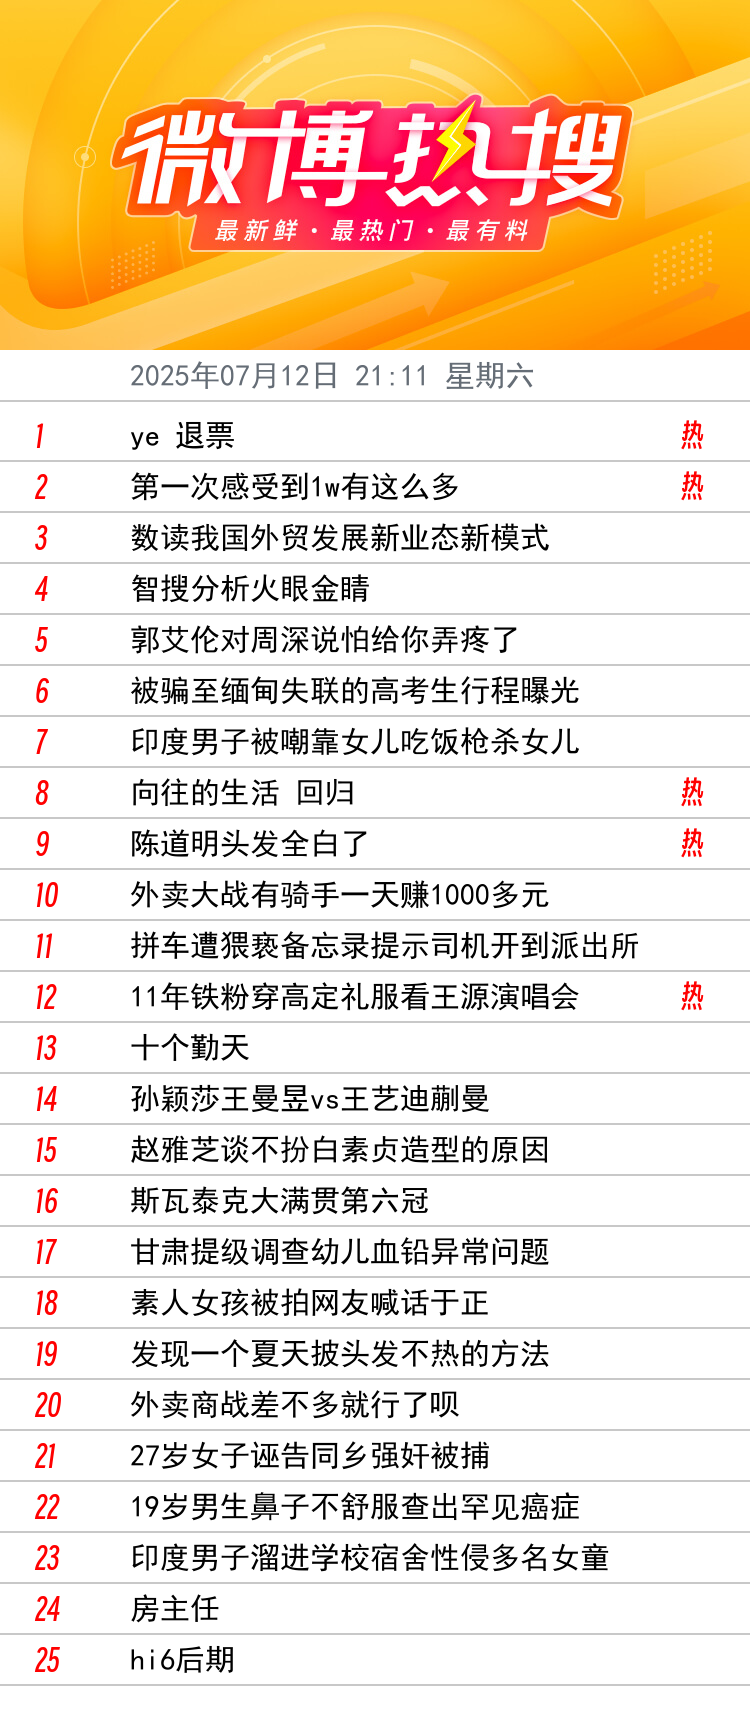 微博热搜
最新鲜·最热门·最有料
2025年07月12日 21:11 星期六
1 ye 退票 热
2 第一次感受到1w有这么多 热
3 数读我国外贸发展新业态新模式
4 智搜分析火眼金睛
5 郭艾伦对周深说怕给你弄疼了
6 被骗至缅甸失联的高考生行程曝光
7 印度男子被嘲靠女儿吃饭枪杀女儿
8 向往的生活 回归 热
9 陈道明头发全白了 热
10 外卖大战有骑手一天赚1000多元
11 拼车遭猥亵备忘录提示司机开到派出所
12 11年铁粉穿高定礼服看王源演唱会 热
13 十个勤天
14 孙颖莎王曼昱vs王艺迪蒯曼
15 赵雅芝谈不扮白素贞造型的原因
16 斯瓦泰克大满贯第六冠
17 甘肃提级调查幼儿血铅异常问题
18 素人女孩被拍网友喊话于正
19 发现一个夏天披头发不热的方法
20 外卖商战差不多就行了呗
21 27岁女子诬告同乡强奸被捕
22 19岁男生鼻子不舒服查出罕见癌症
23 印度男子溜进学校宿舍性侵多名女童
24 房主任
25 hi6后期